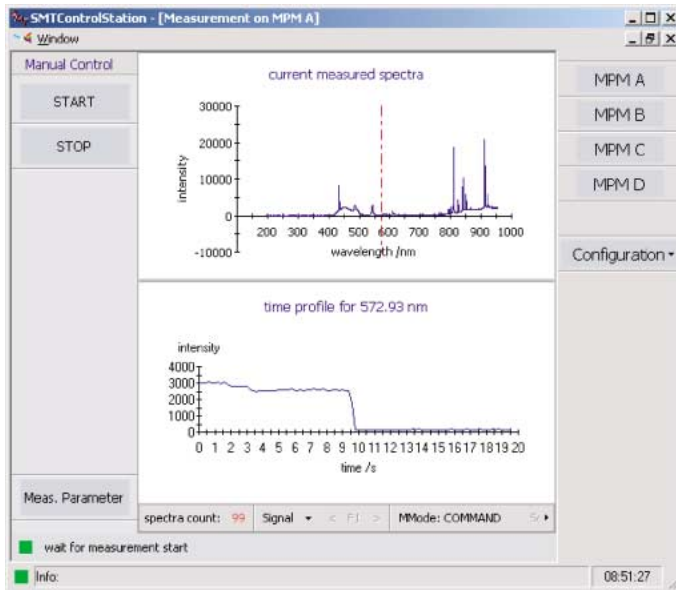 SMTControlStation - [Measurement on MPM A]
Window
Manual Control
START
STOP
Meas. Parameter
current measured spectra
30000
20000
10000
0
-10000
intensity
200 300 400 500 600 700 800 900 1000
wavelength /nm
time profile for 572.93 nm
intensity
4000
3000
2000
1000
0
0 1 2 3 4 5 6 7 8 9 10 11 12 13 14 15 16 17 18 19 20
time /s
spectra count: 99 Signal < F1 > MMode: COMMAND
MPM A
MPM B
MPM C
MPM D
Configuration
wait for measurement start
Info:
08:51:27